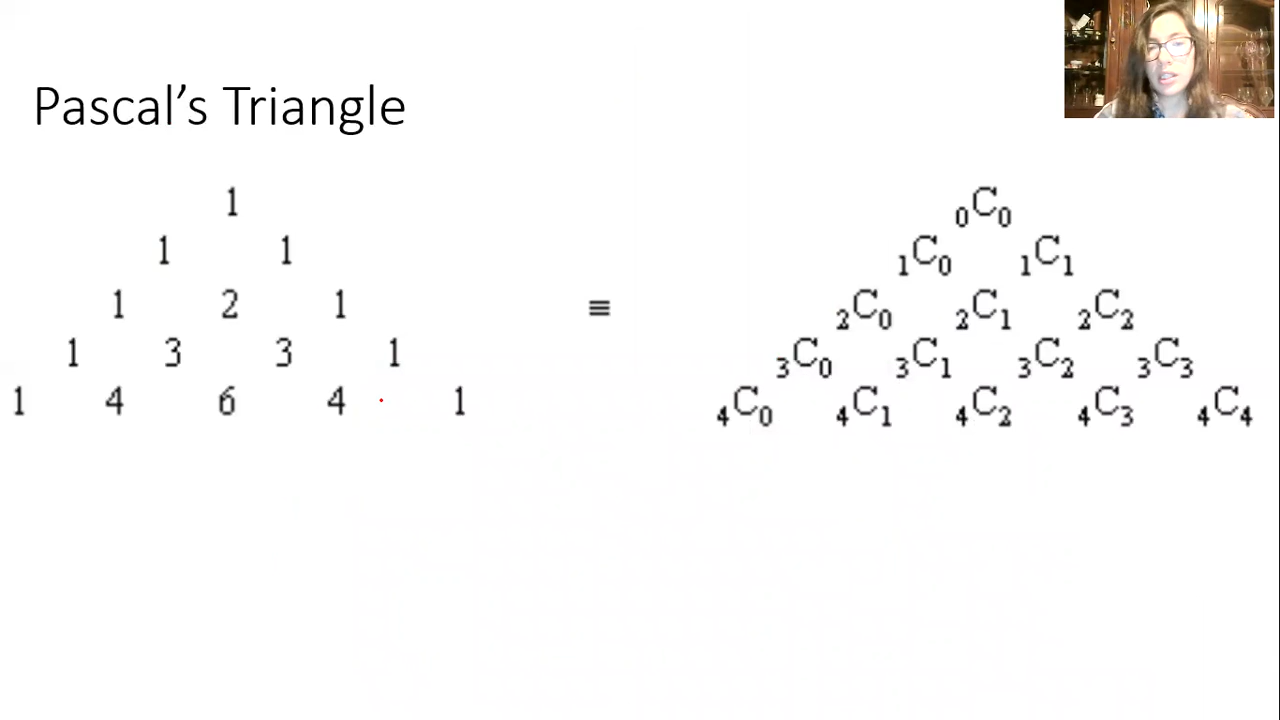 Pascal's Triangle
1
1 1
1 2 1
1 3 3 1
1 4 6 4 1
≡
₀C₀
₁C₀ ₁C₁
₂C₀ ₂C₁ ₂C₂
₃C₀ ₃C₁ ₃C₂ ₃C₃
₄C₀ ₄C₁ ₄C₂ ₄C₃ ₄C₄